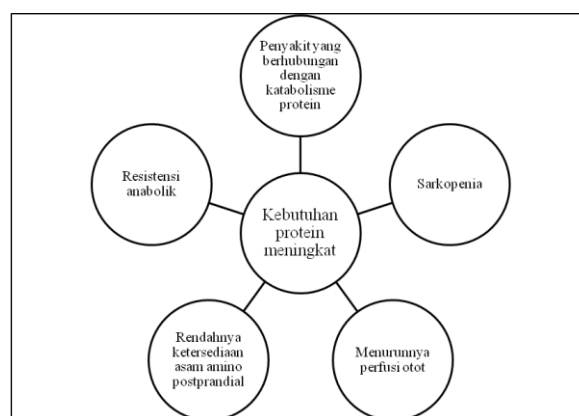 Penyakit yang
berhubungan
dengan
katabolisme
protein
Resistensi
anabolik
Sarkopenia
Kebutuhan
protein
meningkat
Rendahnya
ketersediaan
asam amino
postprandial
Menurunnya
perfusi otot